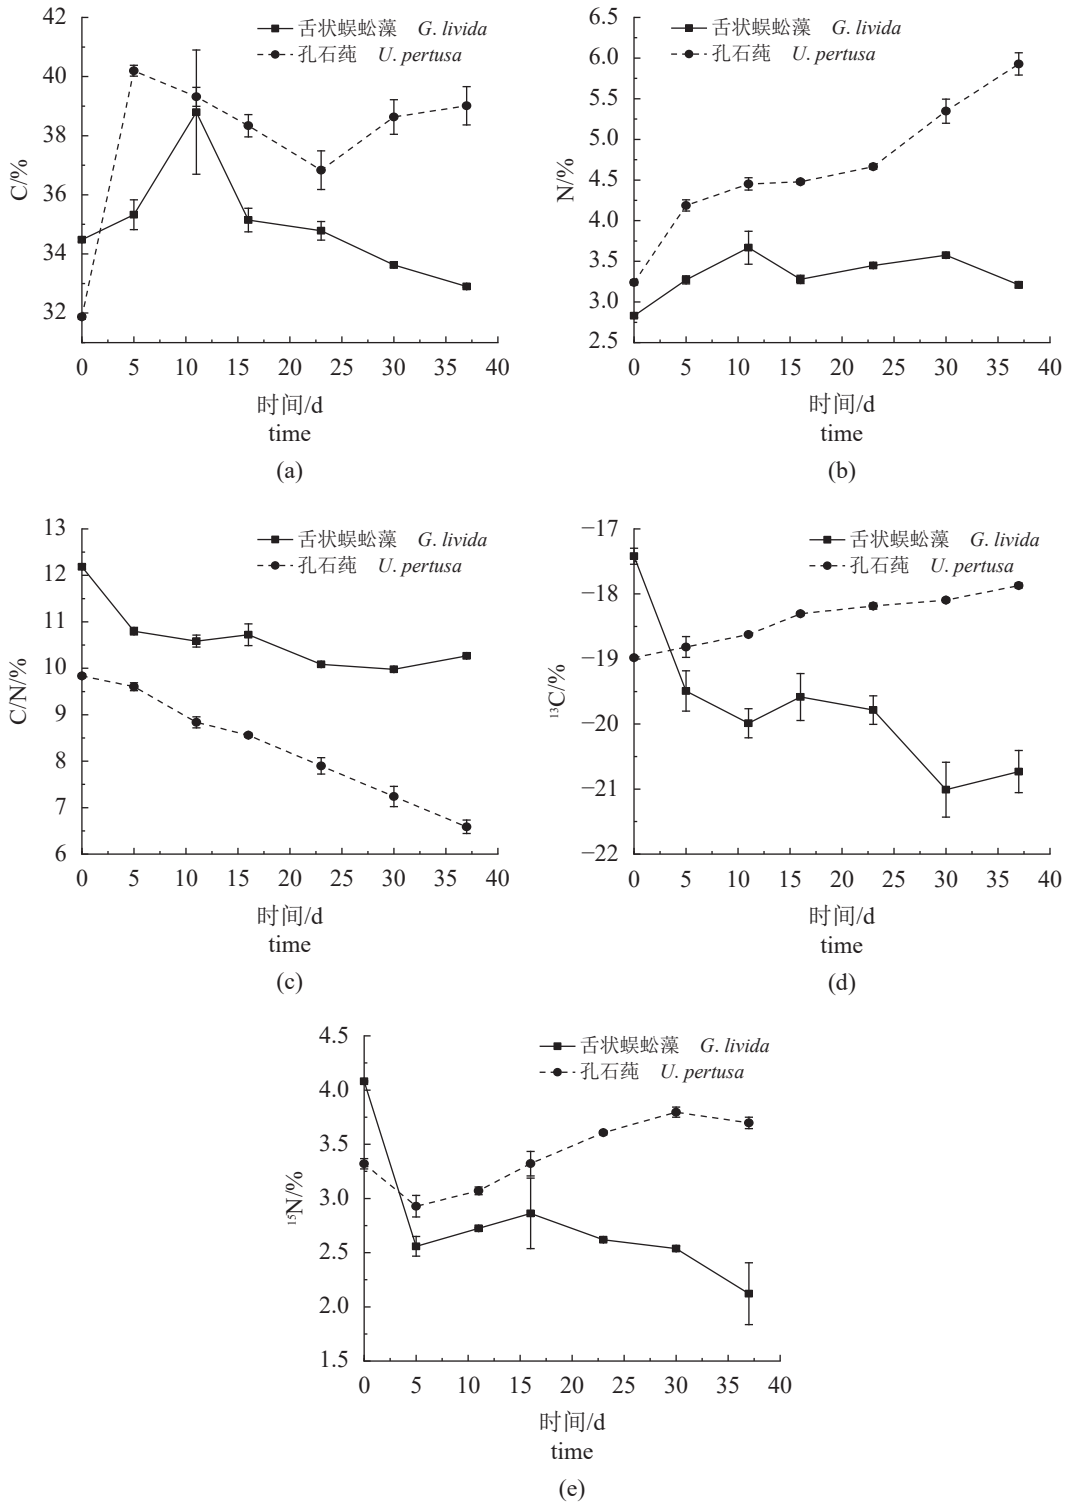 42
40
38
36
34
32
C/%
舌状蜈蚣藻 G. livida
孔石莼 U. pertusa
0 5 10 15 20 25 30 35 40
时间/d
time
(a)
6.5
6.0
5.5
5.0
4.5
4.0
3.5
3.0
2.5
N/%
舌状蜈蚣藻 G. livida
孔石莼 U. pertusa
0 5 10 15 20 25 30 35 40
时间/d
time
(b)
13
12
11
10
9
8
7
6
C/N/%
舌状蜈蚣藻 G. livida
孔石莼 U. pertusa
0 5 10 15 20 25 30 35 40
时间/d
time
(c)
−17
−18
−19
−20
−21
−22
¹³C/%
舌状蜈蚣藻 G. livida
孔石莼 U. pertusa
0 5 10 15 20 25 30 35 40
时间/d
time
(d)
4.5
4.0
3.5
3.0
2.5
2.0
1.5
¹⁵N/%
舌状蜈蚣藻 G. livida
孔石莼 U. pertusa
0 5 10 15 20 25 30 35 40
时间/d
time
(e)